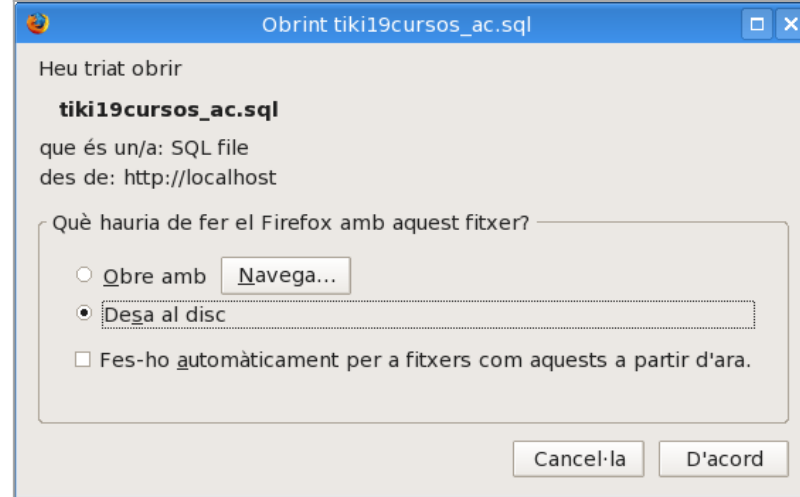 Obrint tiki19cursos_ac.sql
Heu triat obrir
tiki19cursos_ac.sql
que és un/a: SQL file
des de: http://localhost
Què hauria de fer el Firefox amb aquest fitxer?
Obre amb Navega...
Desa al disc
Fes-ho automàticament per a fitxers com aquests a partir d'ara.
Cancel·la D'acord